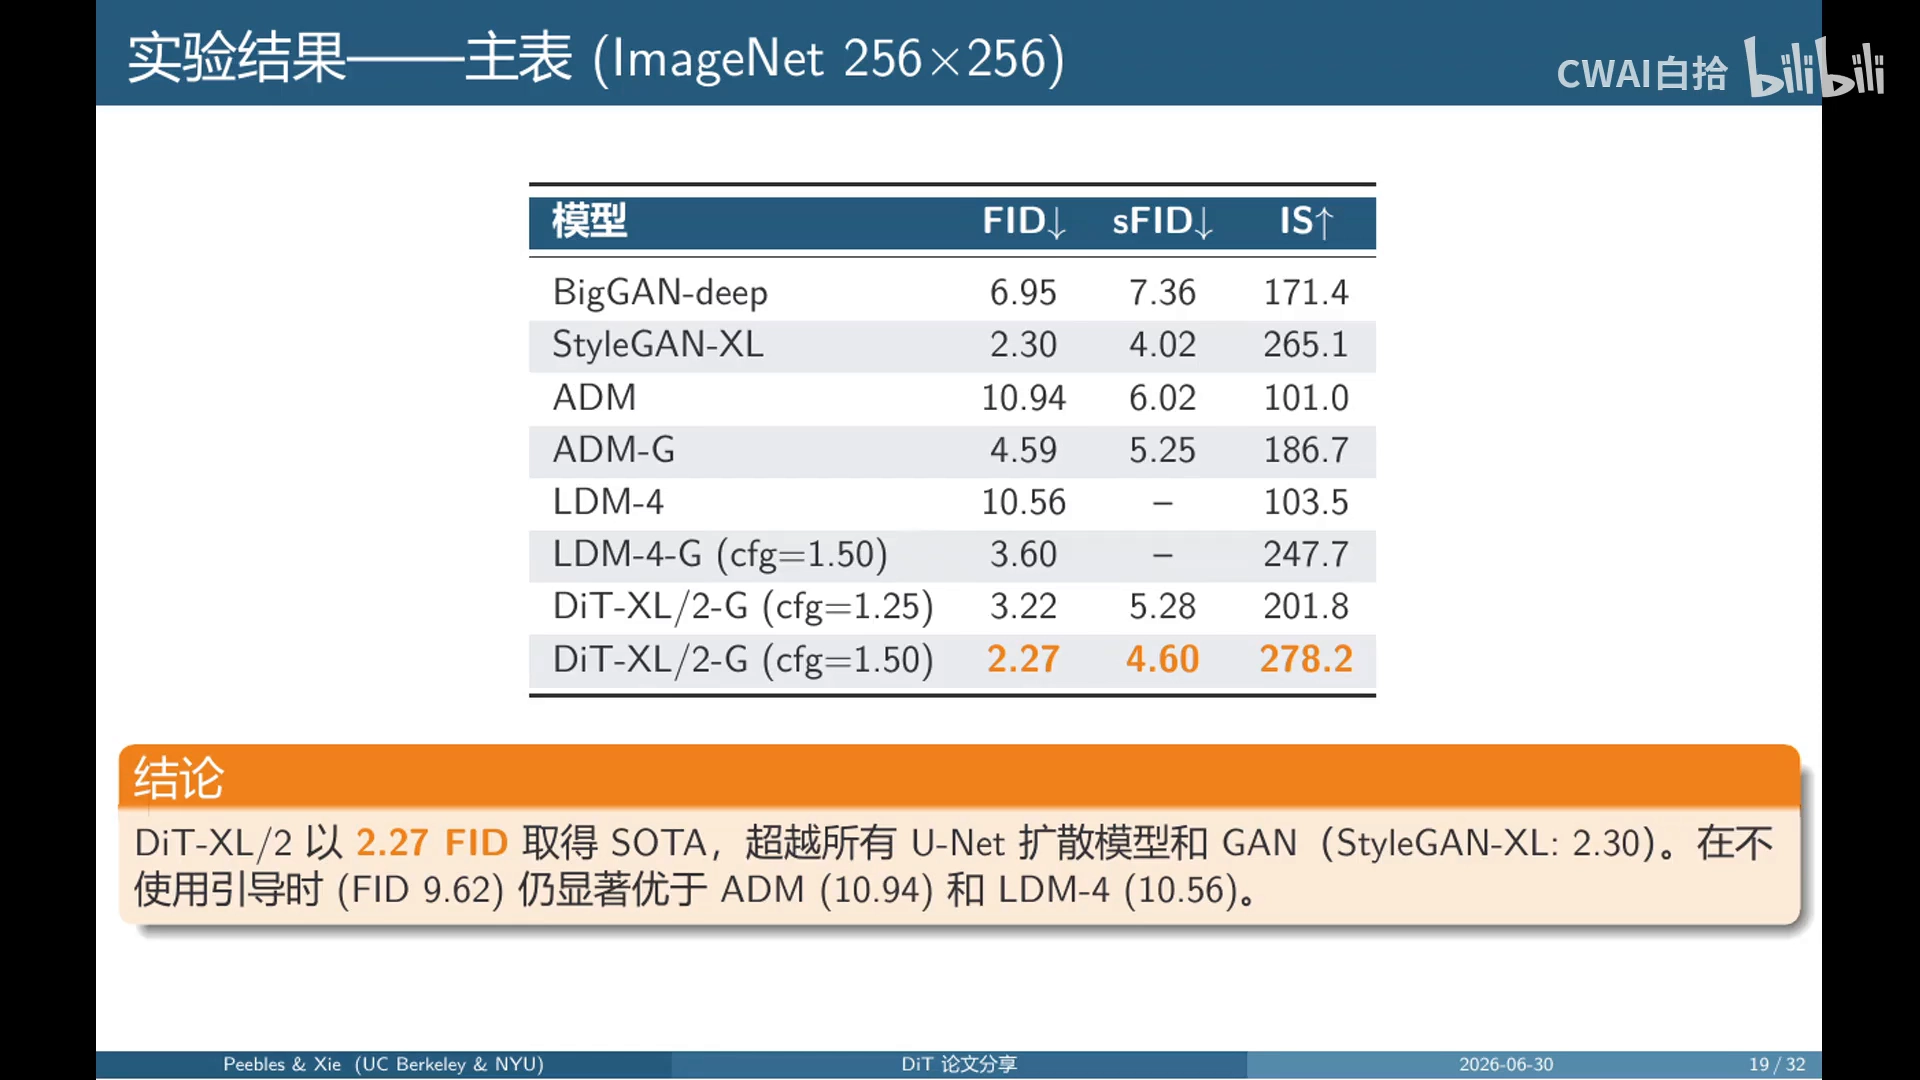 实验结果——主表 (ImageNet 256×256)
CWAI白拾 bilibili
模型 FID↓ sFID↓ IS↑
BigGAN-deep 6.95 7.36 171.4
StyleGAN-XL 2.30 4.02 265.1
ADM 10.94 6.02 101.0
ADM-G 4.59 5.25 186.7
LDM-4 10.56 – 103.5
LDM-4-G (cfg=1.50) 3.60 – 247.7
DiT-XL/2-G (cfg=1.25) 3.22 5.28 201.8
DiT-XL/2-G (cfg=1.50) 2.27 4.60 278.2
结论
DiT-XL/2 以 2.27 FID 取得 SOTA，超越所有 U-Net 扩散模型和 GAN（StyleGAN-XL: 2.30）。在不
使用引导时 (FID 9.62) 仍显著优于 ADM (10.94) 和 LDM-4 (10.56)。
Peebles & Xie (UC Berkeley & NYU) DiT 论文分享 2026-06-30 19 / 32